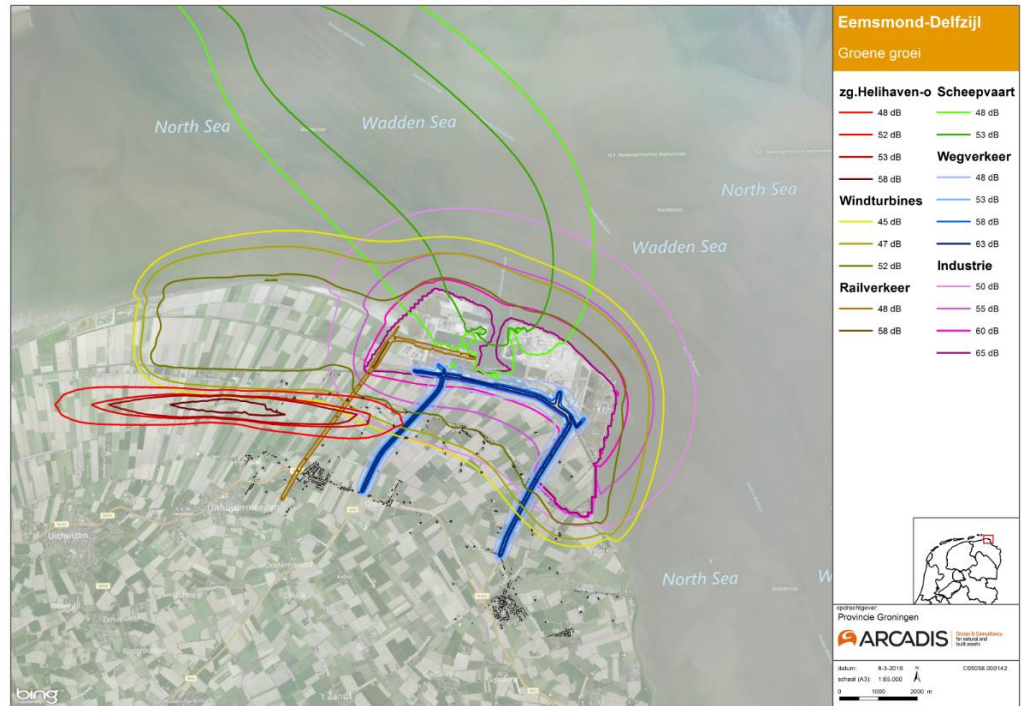 Eemsmond-Delfzijl
Groene groei
zg.Helihaven-o
48 dB
52 dB
53 dB
58 dB
Windturbines
45 dB
47 dB
52 dB
Railverkeer
48 dB
58 dB
Scheepvaart
48 dB
53 dB
Wegverkeer
48 dB
53 dB
58 dB
63 dB
Industrie
50 dB
55 dB
60 dB
65 dB
North Sea
Wadden Sea
North Sea
Wadden Sea
North Sea
W
Uithuizen
't Zandt
bing
opdrachtgever:
Provincie Groningen
ARCADIS
Design & Consultancy
for natural and
built assets
datum: 8-3-2016
N
C05058.000142
schaal (A3): 1:65.000
0 1000 2000 m